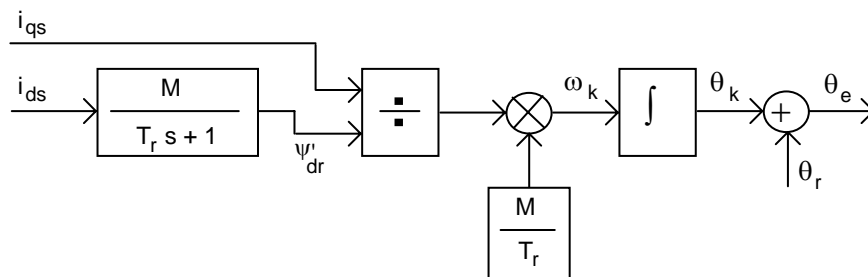 i_qs
i_ds
M
T_r s + 1
ψ'_dr
÷
M
T_r
ω_k
∫
θ_k
+
θ_r
θ_e